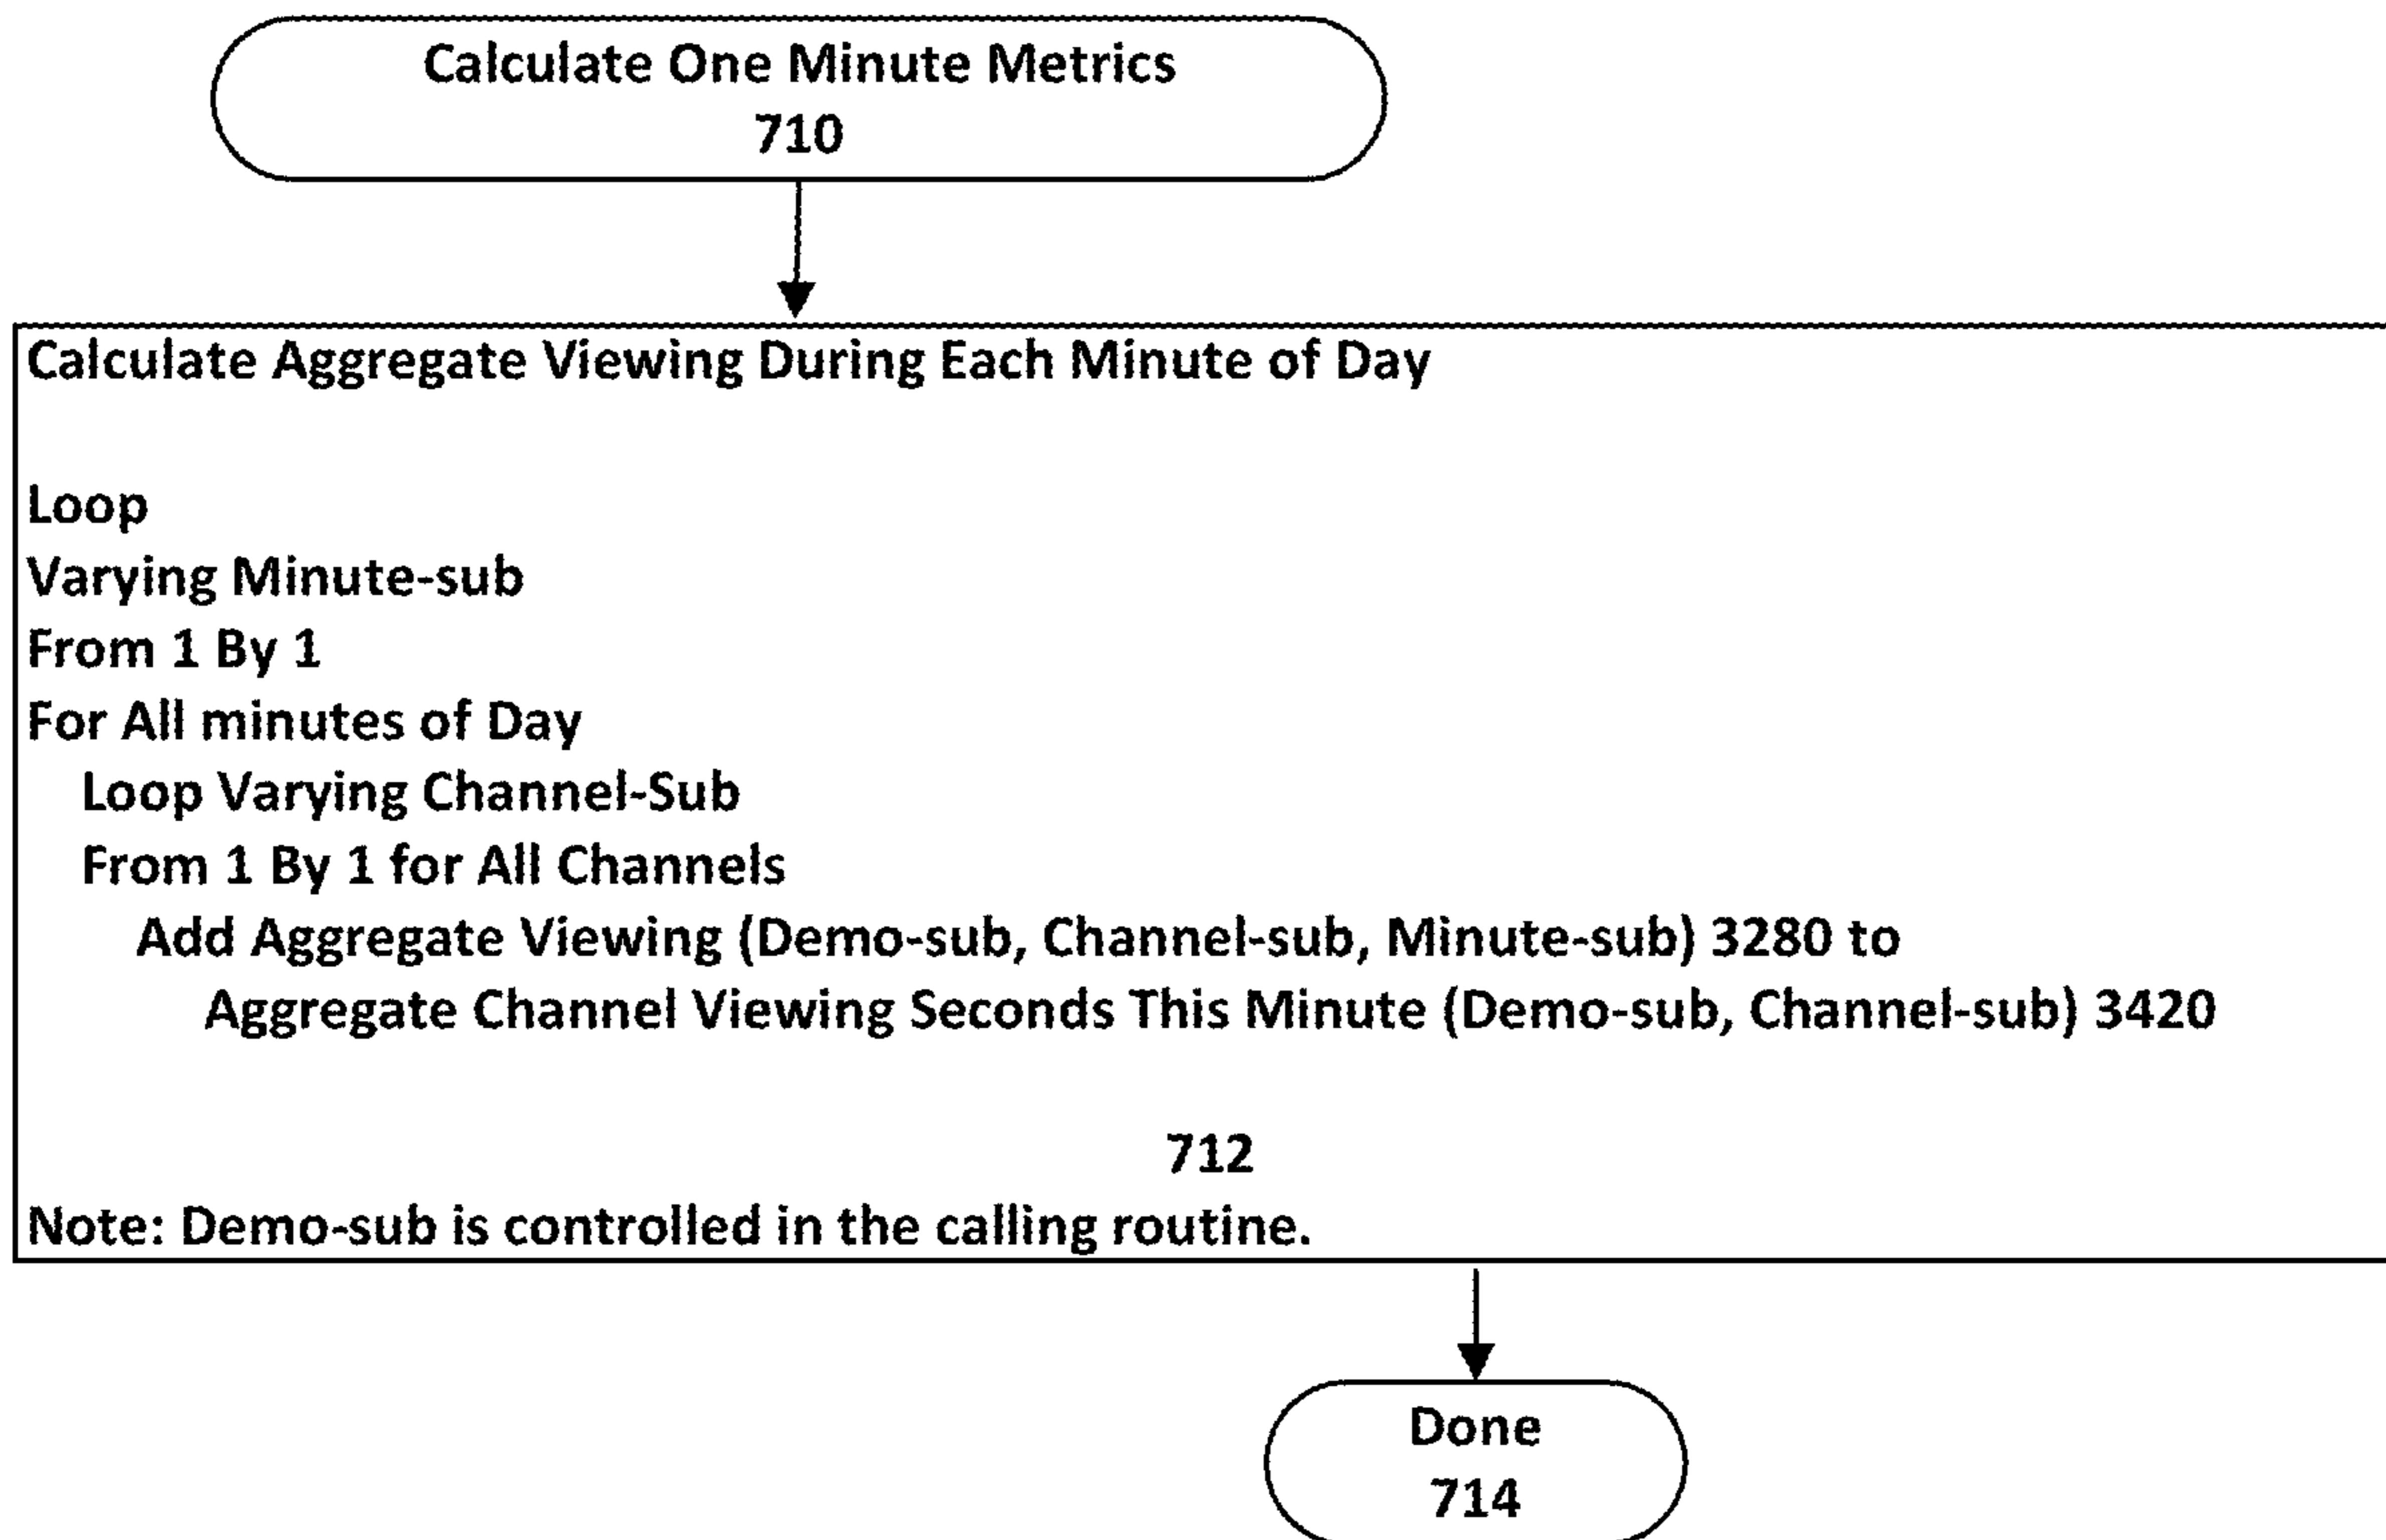 Calculate One Minute Metrics
710
Calculate Aggregate Viewing During Each Minute of Day
Loop
Varying Minute-sub
From 1 By 1
For All minutes of Day
Loop Varying Channel-Sub
From 1 By 1 for All Channels
Add Aggregate Viewing (Demo-sub, Channel-sub, Minute-sub) 3280 to
Aggregate Channel Viewing Seconds This Minute (Demo-sub, Channel-sub) 3420
712
Note: Demo-sub is controlled in the calling routine.
Done
714